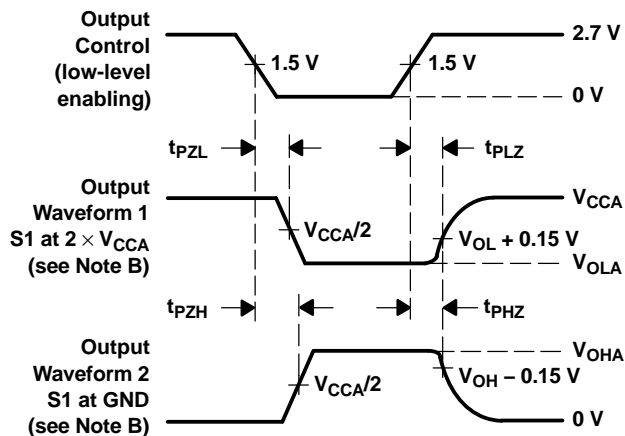 Output
Control
(low-level
enabling)
2.7 V
1.5 V
1.5 V
0 V
tPZL
tPLZ
Output
Waveform 1
S1 at 2 × VCCA
(see Note B)
VCCA
VCCA/2
VOL + 0.15 V
VOLA
tPZH
tPHZ
Output
Waveform 2
S1 at GND
(see Note B)
VOHA
VCCA/2
VOH − 0.15 V
0 V